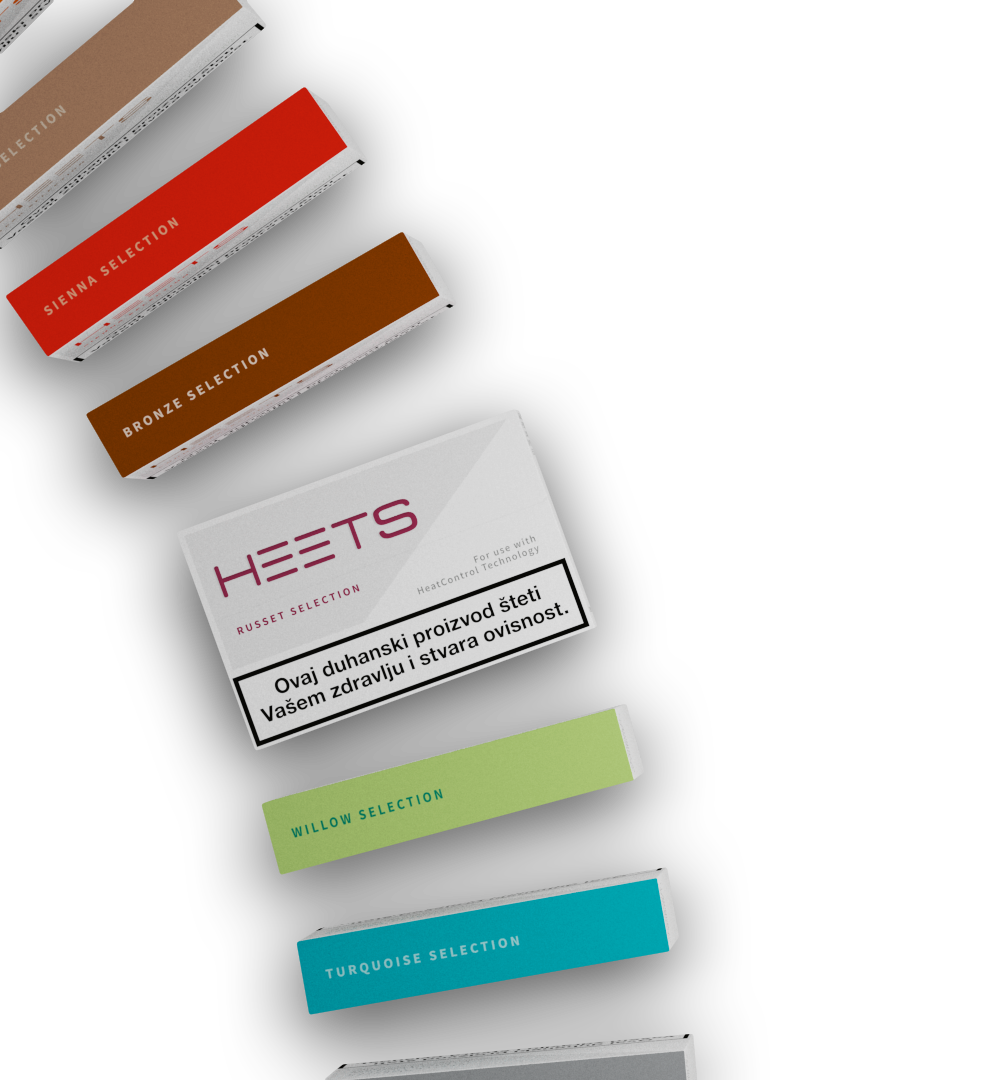 SELECTION
SIENNA SELECTION
BRONZE SELECTION
HEETS
RUSSET SELECTION
For use with
HeatControl Technology
Ovaj duhanski proizvod šteti
Vašem zdravlju i stvara ovisnost.
WILLOW SELECTION
TURQUOISE SELECTION